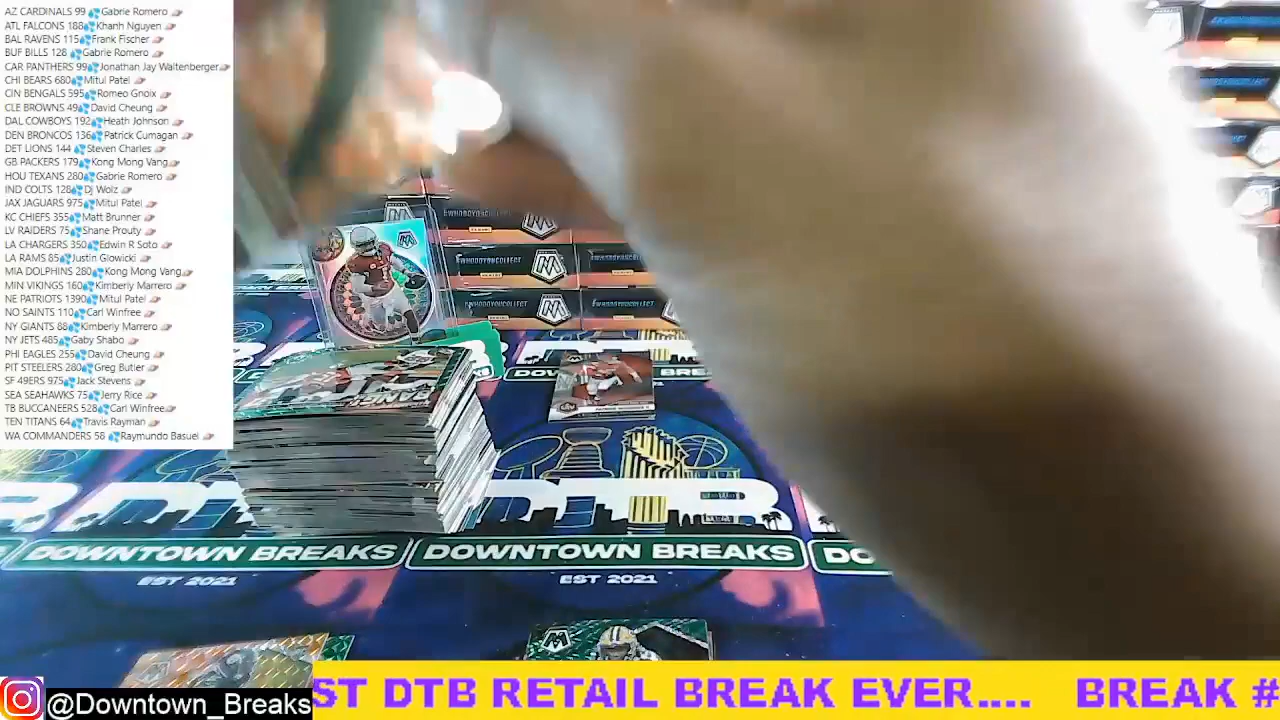 AZ CARDINALS 99💦Gabrie Romero
ATL FALCONS 188💦Khanh Nguyen
BAL RAVENS 115💦Frank Fischer
BUF BILLS 128 💦Gabrie Romero
CAR PANTHERS 99💦Jonathan Jay Waltenberger
CHI BEARS 680💦Mitul Patel
CIN BENGALS 595💦Romeo Gnoix
CLE BROWNS 49💦David Cheung
DAL COWBOYS 192💦Heath Johnson
DEN BRONCOS 136💦Patrick Cumagan
DET LIONS 144 💦Steven Charles
GB PACKERS 179💦Kong Mong Vang
HOU TEXANS 280💦Gabrie Romero
IND COLTS 128💦DJ Wolz
JAX JAGUARS 975💦Mitul Patel
KC CHIEFS 355💦Matt Brunner
LV RAIDERS 75💦Shane Prouty
LA CHARGERS 350💦Edwin R Soto
LA RAMS 85💦Justin Glowicki
MIA DOLPHINS 280💦Kong Mong Vang
MIN VIKINGS 160💦Kimberly Marrero
NE PATRIOTS 1390💦Mitul Patel
NO SAINTS 110💦Carl Winfree
NY GIANTS 88💦Kimberly Marrero
NY JETS 485💦Gaby Shabo
PHI EAGLES 255💦David Cheung
PIT STEELERS 280💦Greg Butler
SF 49ERS 975💦Jack Stevens
SEA SEAHAWKS 75💦Jerry Rice
TB BUCCANEERS 528💦Carl Winfree
TEN TITANS 64💦Travis Rayman
WA COMMANDERS 58 💦Raymundo Basuel
#WHODOYOUCOLLECT
#WHODOYOUCOLLECT
#WHODOYOUCOLLECT
#WHODOYOUCOLLECT
DTB
DOWNTOWN BREAKS
EST 2021
DOWNTOWN BREAKS
EST 2021
DO
@Downtown_Breaks
ST DTB RETAIL BREAK EVER.... BREAK #